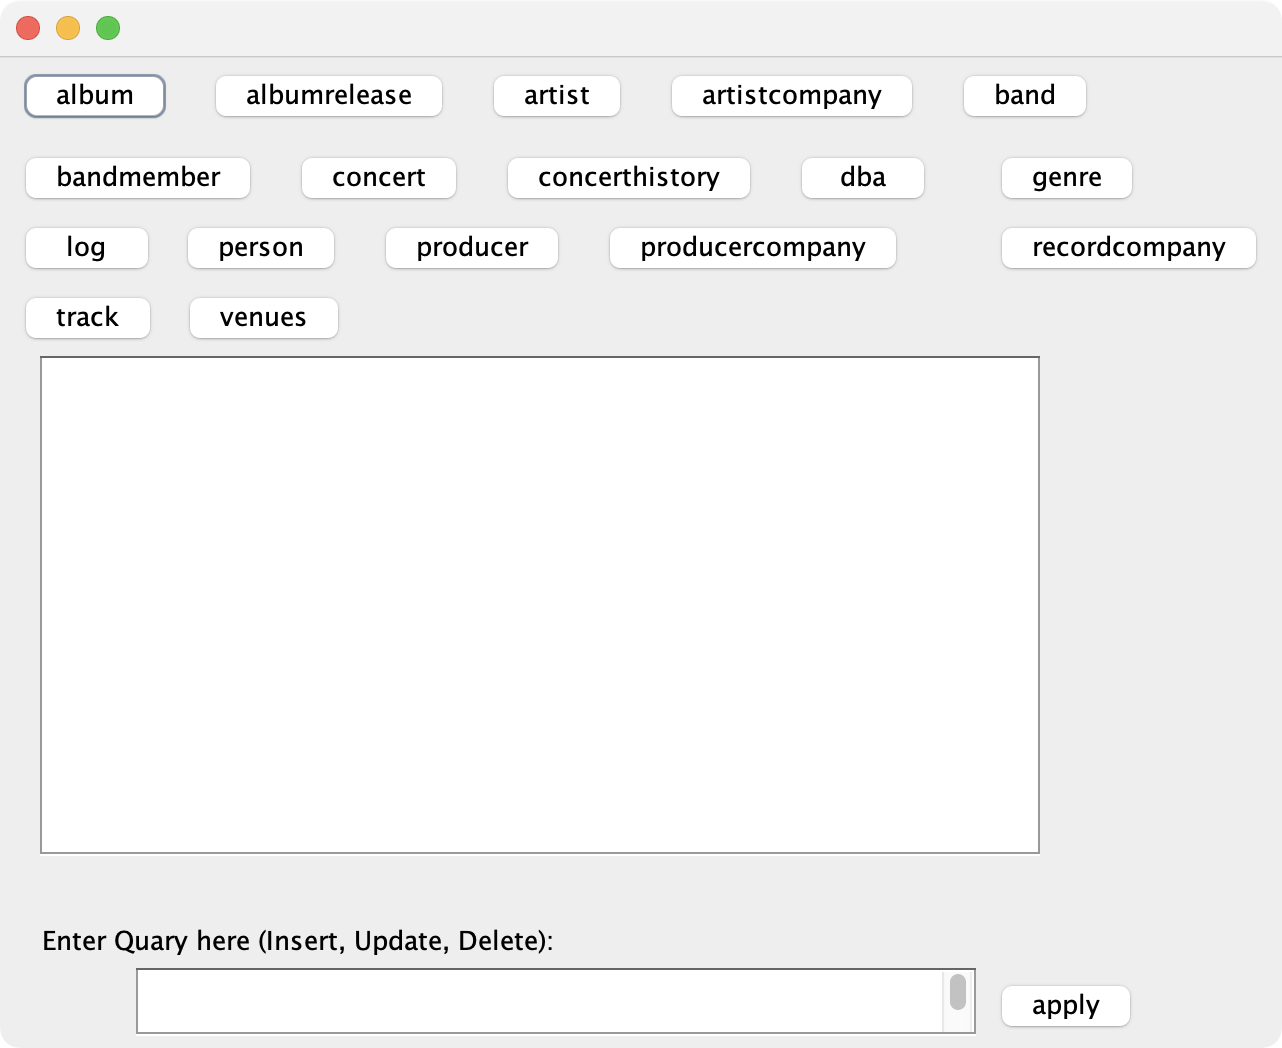 album albumrelease artist artistcompany band
bandmember concert concerthistory dba genre
log person producer producercompany recordcompany
track venues
Enter Quary here (Insert, Update, Delete):
apply